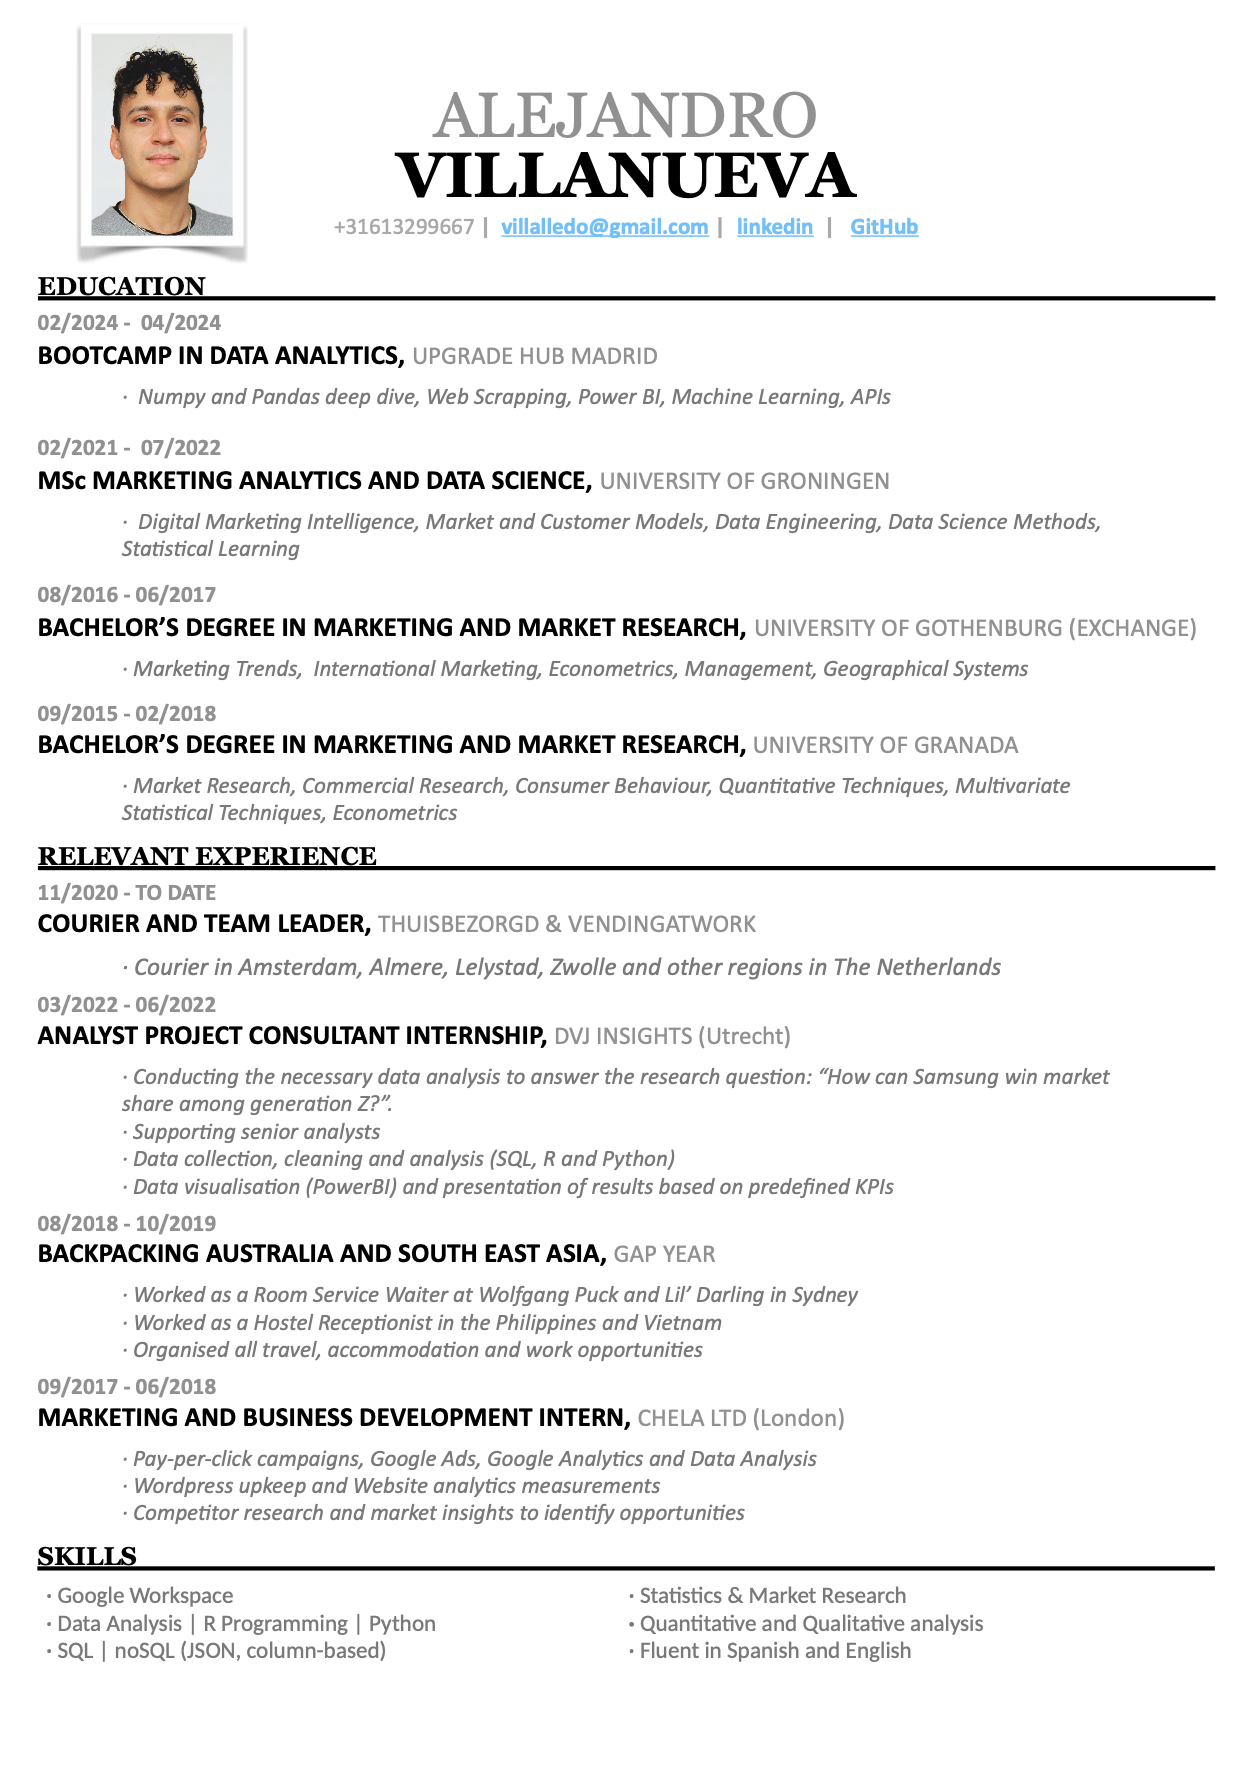 ALEJANDRO
VILLANUEVA
+31613299667 | villalledo@gmail.com | linkedin | GitHub
EDUCATION
02/2024 - 04/2024
BOOTCAMP IN DATA ANALYTICS, UPGRADE HUB MADRID
· Numpy and Pandas deep dive, Web Scrapping, Power BI, Machine Learning, APIs
02/2021 - 07/2022
MSc MARKETING ANALYTICS AND DATA SCIENCE, UNIVERSITY OF GRONINGEN
· Digital Marketing Intelligence, Market and Customer Models, Data Engineering, Data Science Methods,
Statistical Learning
08/2016 - 06/2017
BACHELOR’S DEGREE IN MARKETING AND MARKET RESEARCH, UNIVERSITY OF GOTHENBURG (EXCHANGE)
· Marketing Trends, International Marketing, Econometrics, Management, Geographical Systems
09/2015 - 02/2018
BACHELOR’S DEGREE IN MARKETING AND MARKET RESEARCH, UNIVERSITY OF GRANADA
· Market Research, Commercial Research, Consumer Behaviour, Quantitative Techniques, Multivariate
Statistical Techniques, Econometrics
RELEVANT EXPERIENCE
11/2020 - TO DATE
COURIER AND TEAM LEADER, THUISBEZORGD & VENDINGATWORK
· Courier in Amsterdam, Almere, Lelystad, Zwolle and other regions in The Netherlands
03/2022 - 06/2022
ANALYST PROJECT CONSULTANT INTERNSHIP, DVJ INSIGHTS (Utrecht)
· Conducting the necessary data analysis to answer the research question: “How can Samsung win market
share among generation Z?”.
· Supporting senior analysts
· Data collection, cleaning and analysis (SQL, R and Python)
· Data visualisation (PowerBI) and presentation of results based on predefined KPIs
08/2018 - 10/2019
BACKPACKING AUSTRALIA AND SOUTH EAST ASIA, GAP YEAR
· Worked as a Room Service Waiter at Wolfgang Puck and Lil’ Darling in Sydney
· Worked as a Hostel Receptionist in the Philippines and Vietnam
· Organised all travel, accommodation and work opportunities
09/2017 - 06/2018
MARKETING AND BUSINESS DEVELOPMENT INTERN, CHELA LTD (London)
· Pay-per-click campaigns, Google Ads, Google Analytics and Data Analysis
· Wordpress upkeep and Website analytics measurements
· Competitor research and market insights to identify opportunities
SKILLS
· Google Workspace
· Data Analysis | R Programming | Python
· SQL | noSQL (JSON, column-based)
· Statistics & Market Research
· Quantitative and Qualitative analysis
· Fluent in Spanish and English